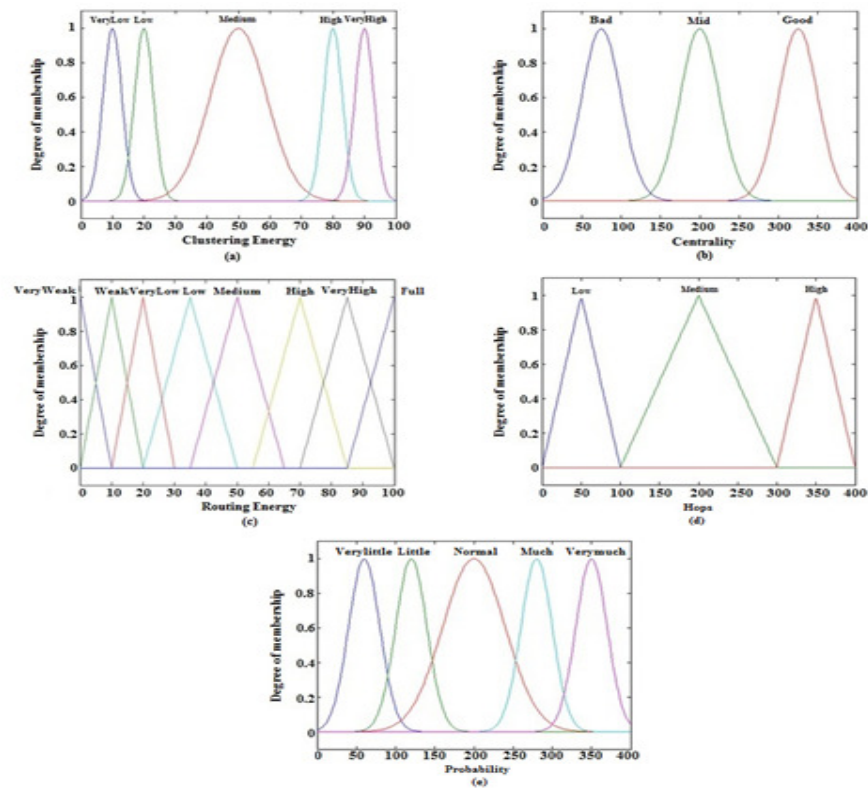 VeryLow Low Medium High VeryHigh
1
0.8
0.6
0.4
0.2
0
Degree of membership
0 10 20 30 40 50 60 70 80 90 100
Clustering Energy
(a)
Bad Mid Good
1
0.8
0.6
0.4
0.2
0
Degree of membership
0 50 100 150 200 250 300 350 400
Centrality
(b)
VeryWeak Weak VeryLow Low Medium High VeryHigh Full
1
0.8
0.6
0.4
0.2
0
Degree of membership
0 10 20 30 40 50 60 70 80 90 100
Routing Energy
(c)
Low Medium High
1
0.8
0.6
0.4
0.2
0
Degree of membership
0 50 100 150 200 250 300 350 400
Hops
(d)
Verylittle Little Normal Much Verymuch
1
0.8
0.6
0.4
0.2
0
Degree of membership
0 50 100 150 200 250 300 350 400
Probability
(e)